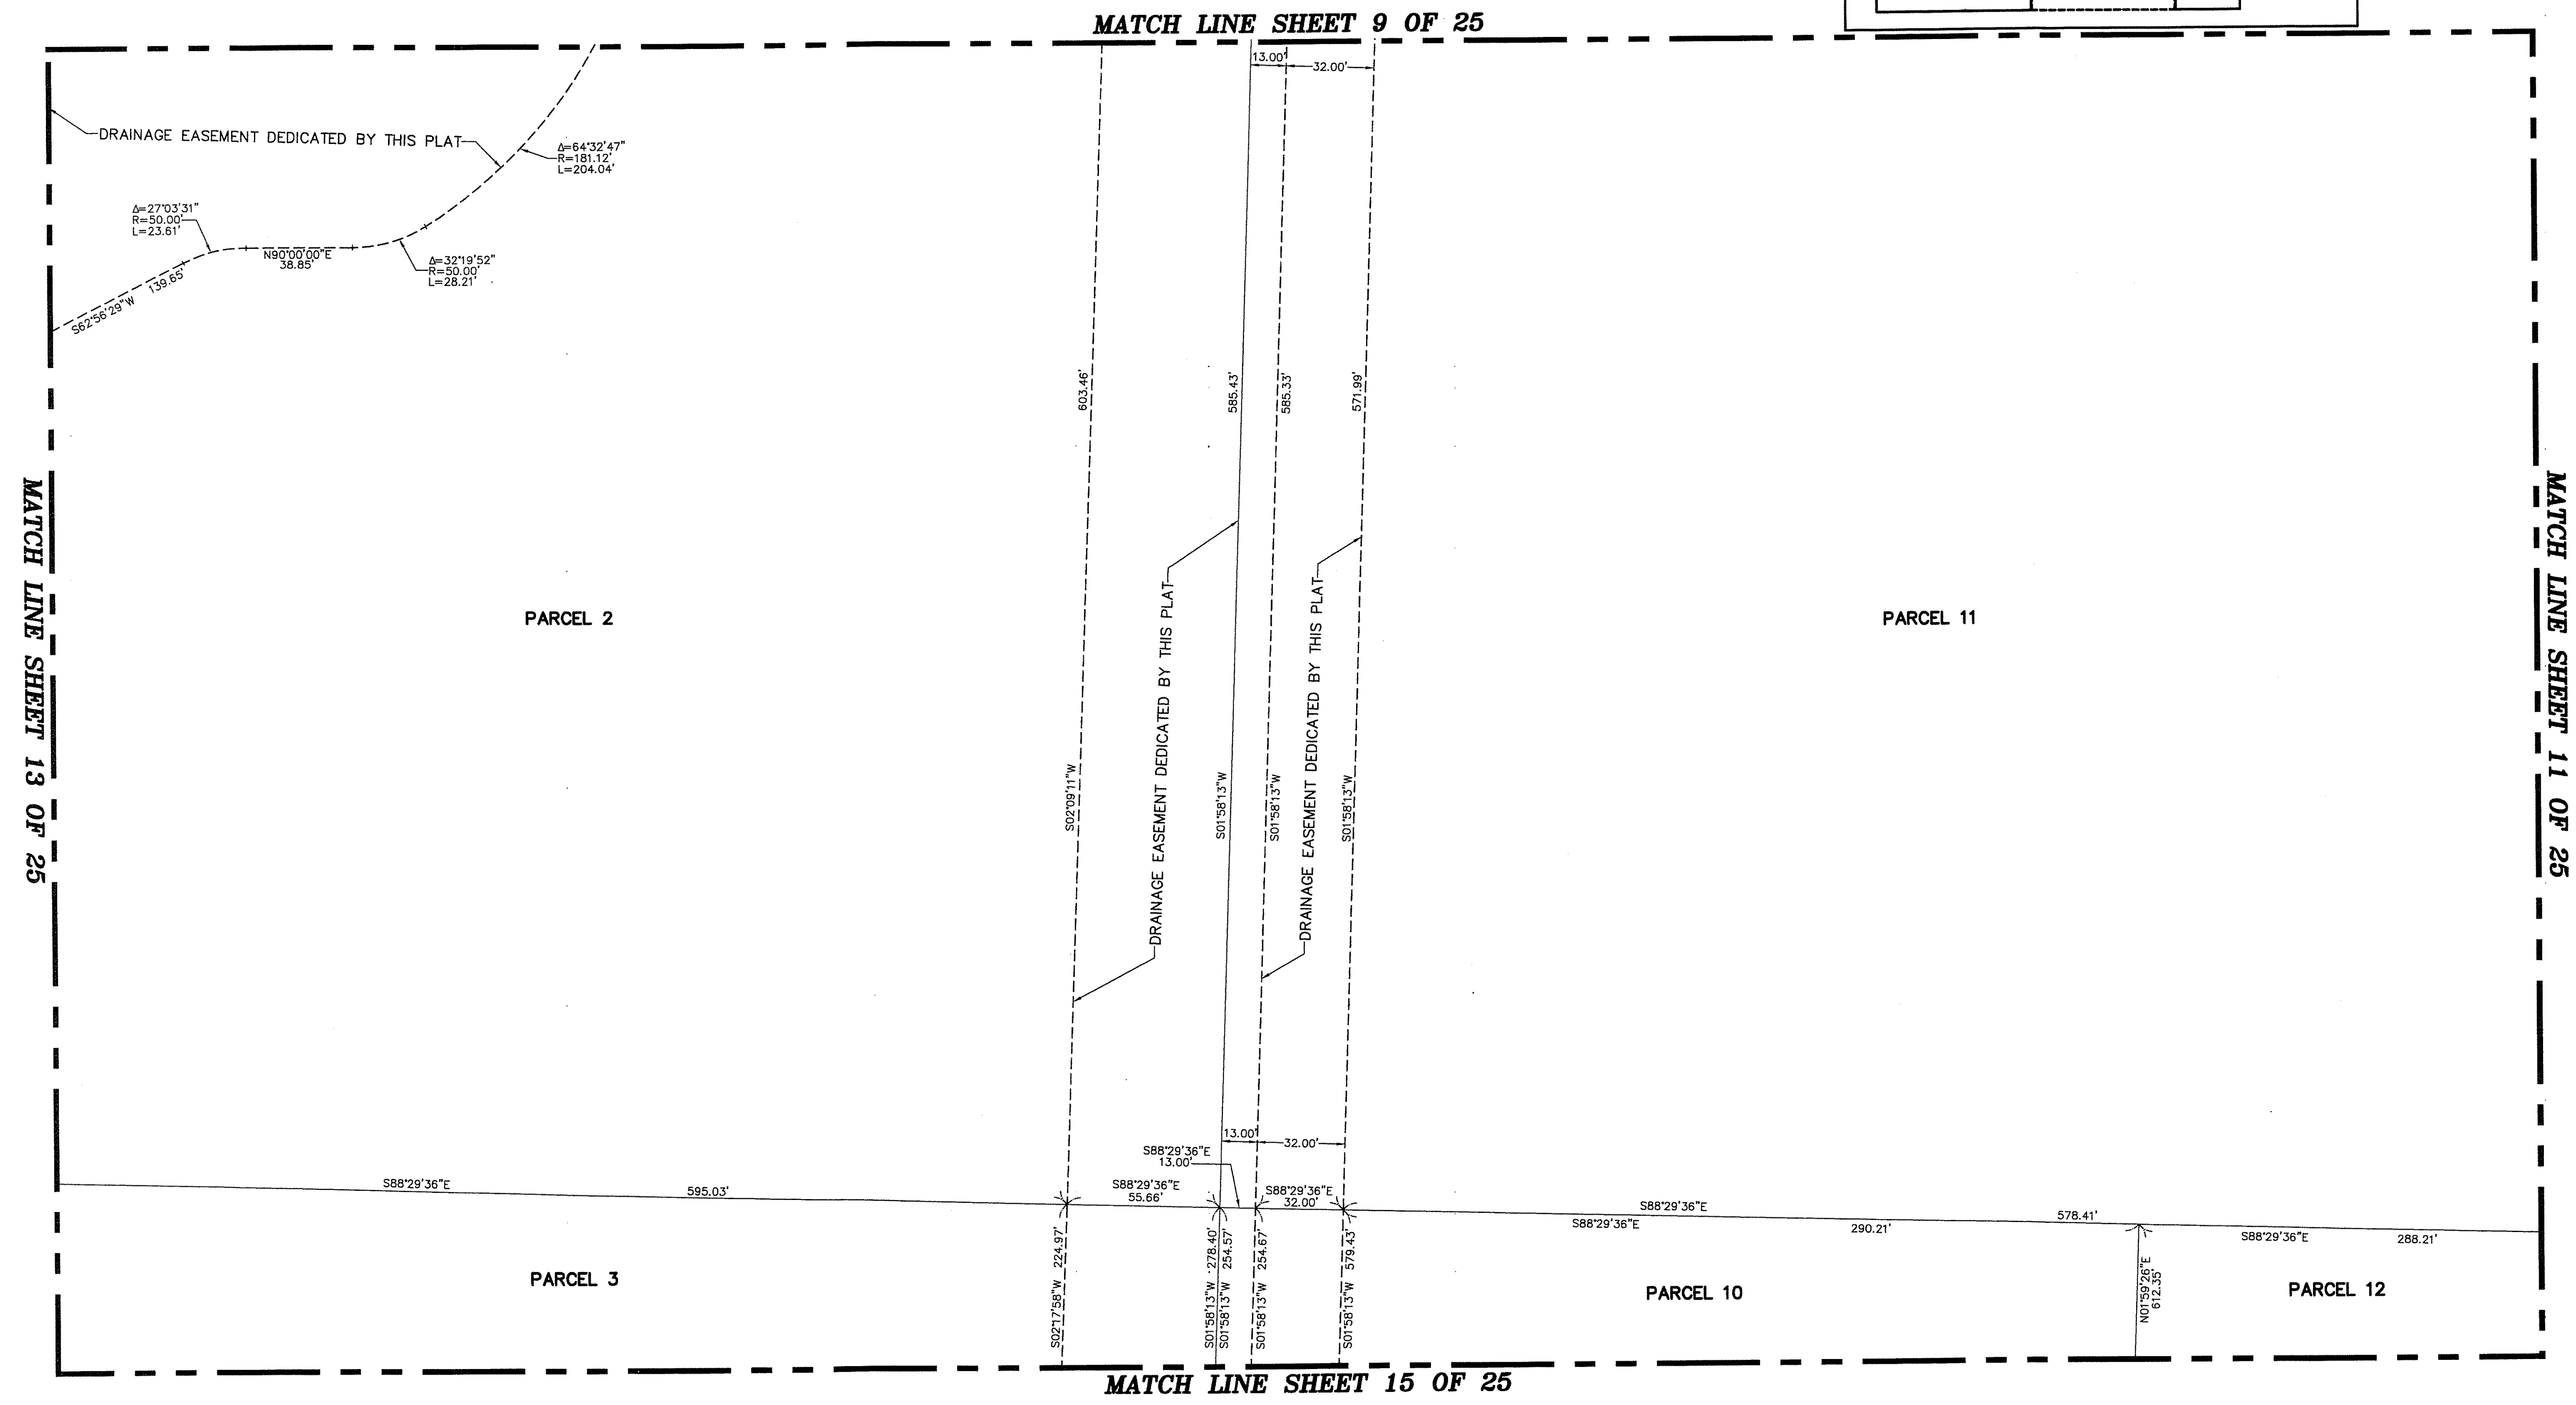 MATCH LINE SHEET 9 OF 25
13.00'
32.00'
DRAINAGE EASEMENT DEDICATED BY THIS PLAT
Δ=64°32'47"
R=181.12'
L=204.04'
Δ=27°03'31"
R=50.00'
L=23.61'
N90°00'00"E
38.85'
Δ=32°19'52"
R=50.00'
L=28.21'
S62°56'29"W 139.65'
603.46'
585.43'
585.33'
571.99'
MATCH LINE SHEET 13 OF 25
MATCH LINE SHEET 11 OF 25
PARCEL 2
PARCEL 11
DRAINAGE EASEMENT DEDICATED BY THIS PLAT
DRAINAGE EASEMENT DEDICATED BY THIS PLAT
S02°09'11"W
S01°58'13"W
S01°58'13"W
S01°58'13"W
13.00'
32.00'
S88°29'36"E
13.00'
S88°29'36"E
595.03'
S88°29'36"E
55.66'
S88°29'36"E
32.00'
S88°29'36"E
578.41'
S88°29'36"E
290.21'
S88°29'36"E
288.21'
S02°17'58"W 224.97'
S01°58'13"W 278.40'
S01°58'13"W 254.57'
S01°58'13"W 254.67'
S01°58'13"W 579.43'
N01°59'26"E
612.35'
PARCEL 3
PARCEL 10
PARCEL 12
MATCH LINE SHEET 15 OF 25